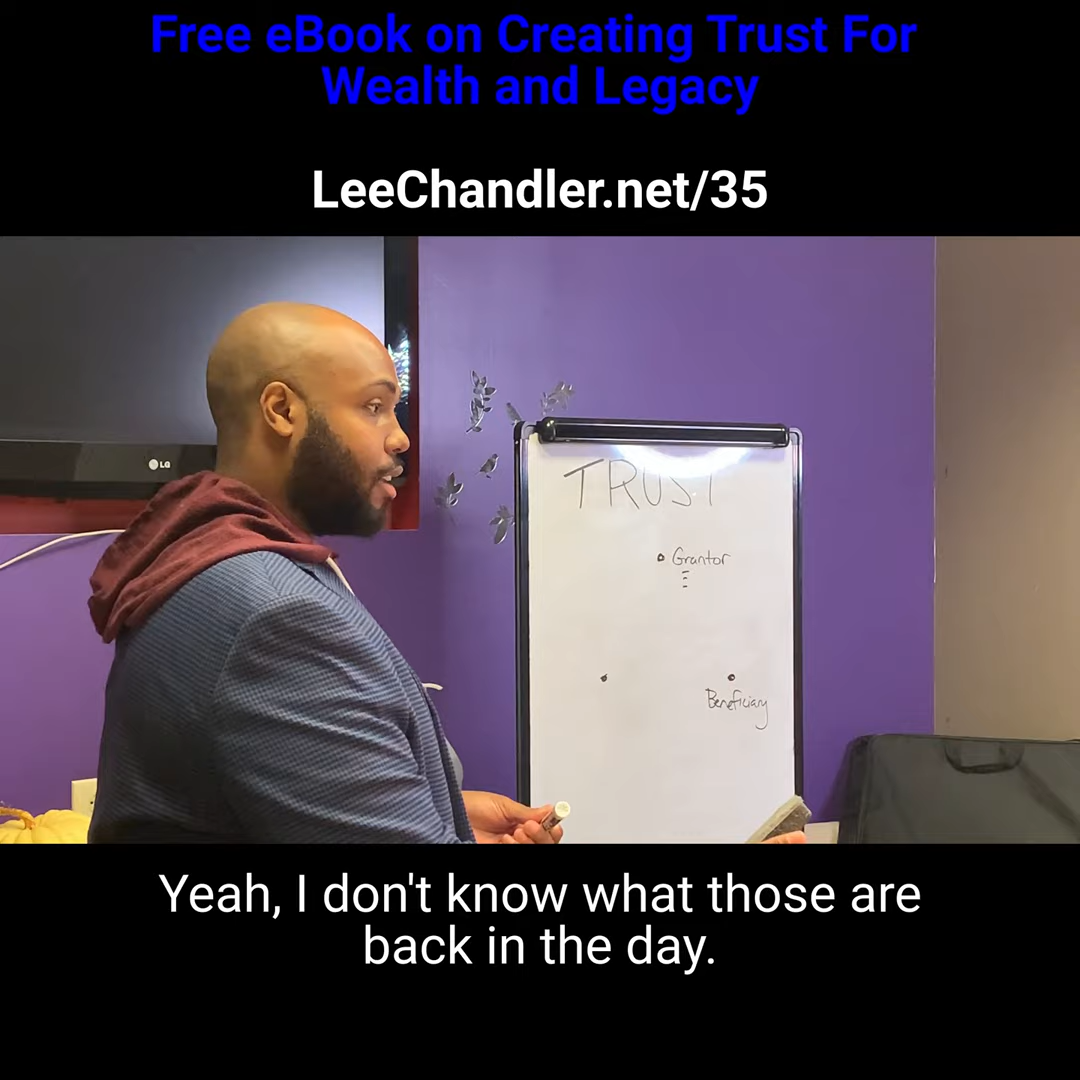 Free eBook on Creating Trust For
Wealth and Legacy
LeeChandler.net/35
LG
TRUST
Grantor
Beneficiary
Yeah, I don't know what those are
back in the day.